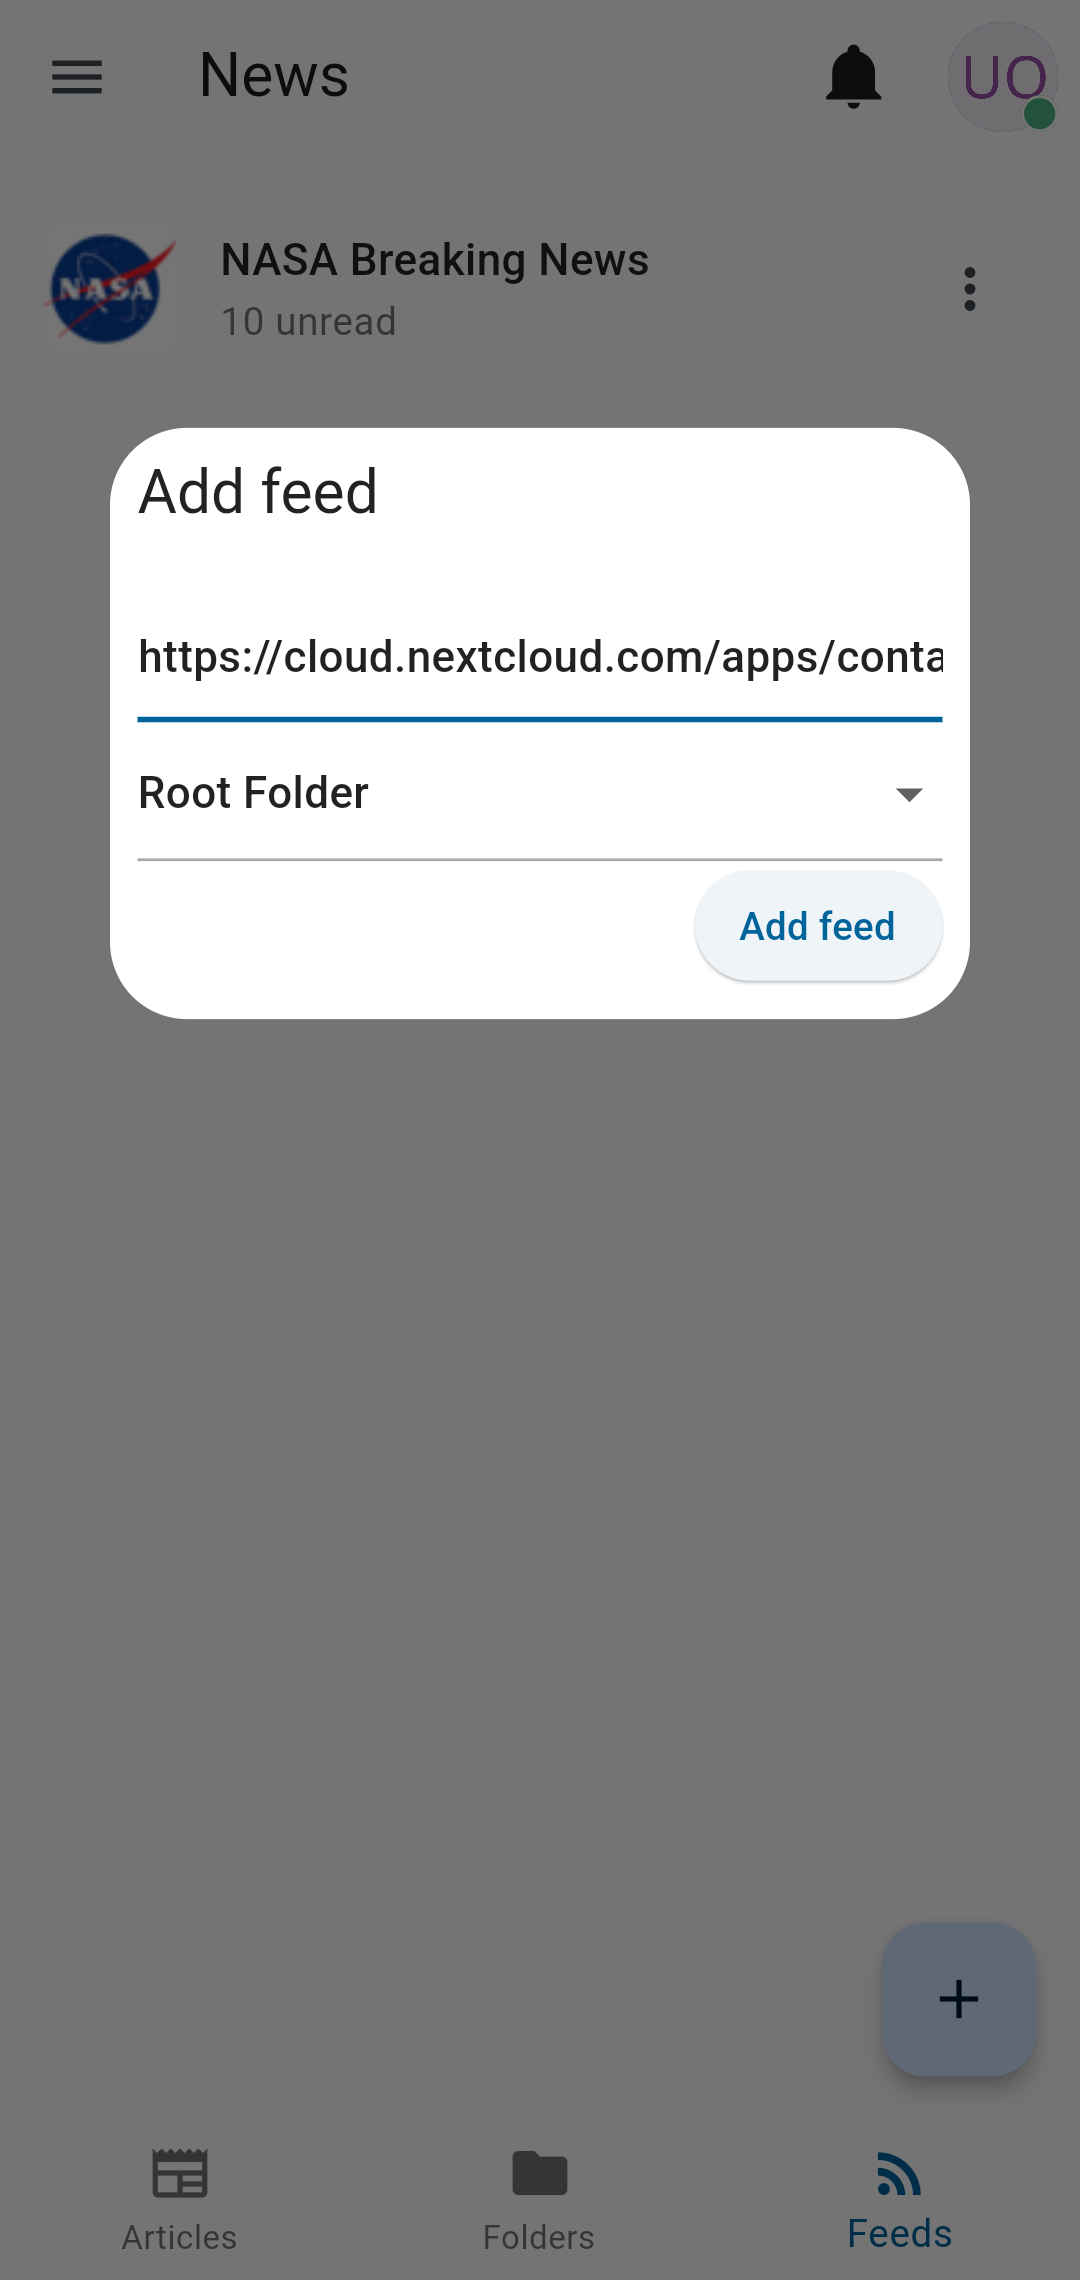 News
UO
NASA
NASA Breaking News
10 unread
Add feed
https://cloud.nextcloud.com/apps/conta
Root Folder
Add feed
Articles
Folders
Feeds